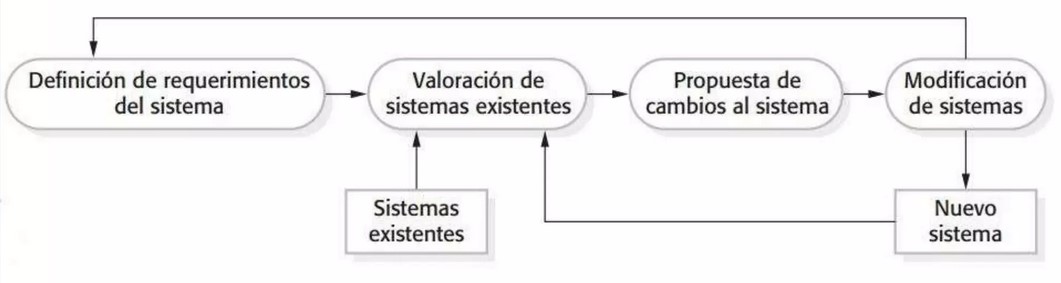 Definición de requerimientos
del sistema
Valoración de
sistemas existentes
Propuesta de
cambios al sistema
Modificación
de sistemas
Sistemas
existentes
Nuevo
sistema